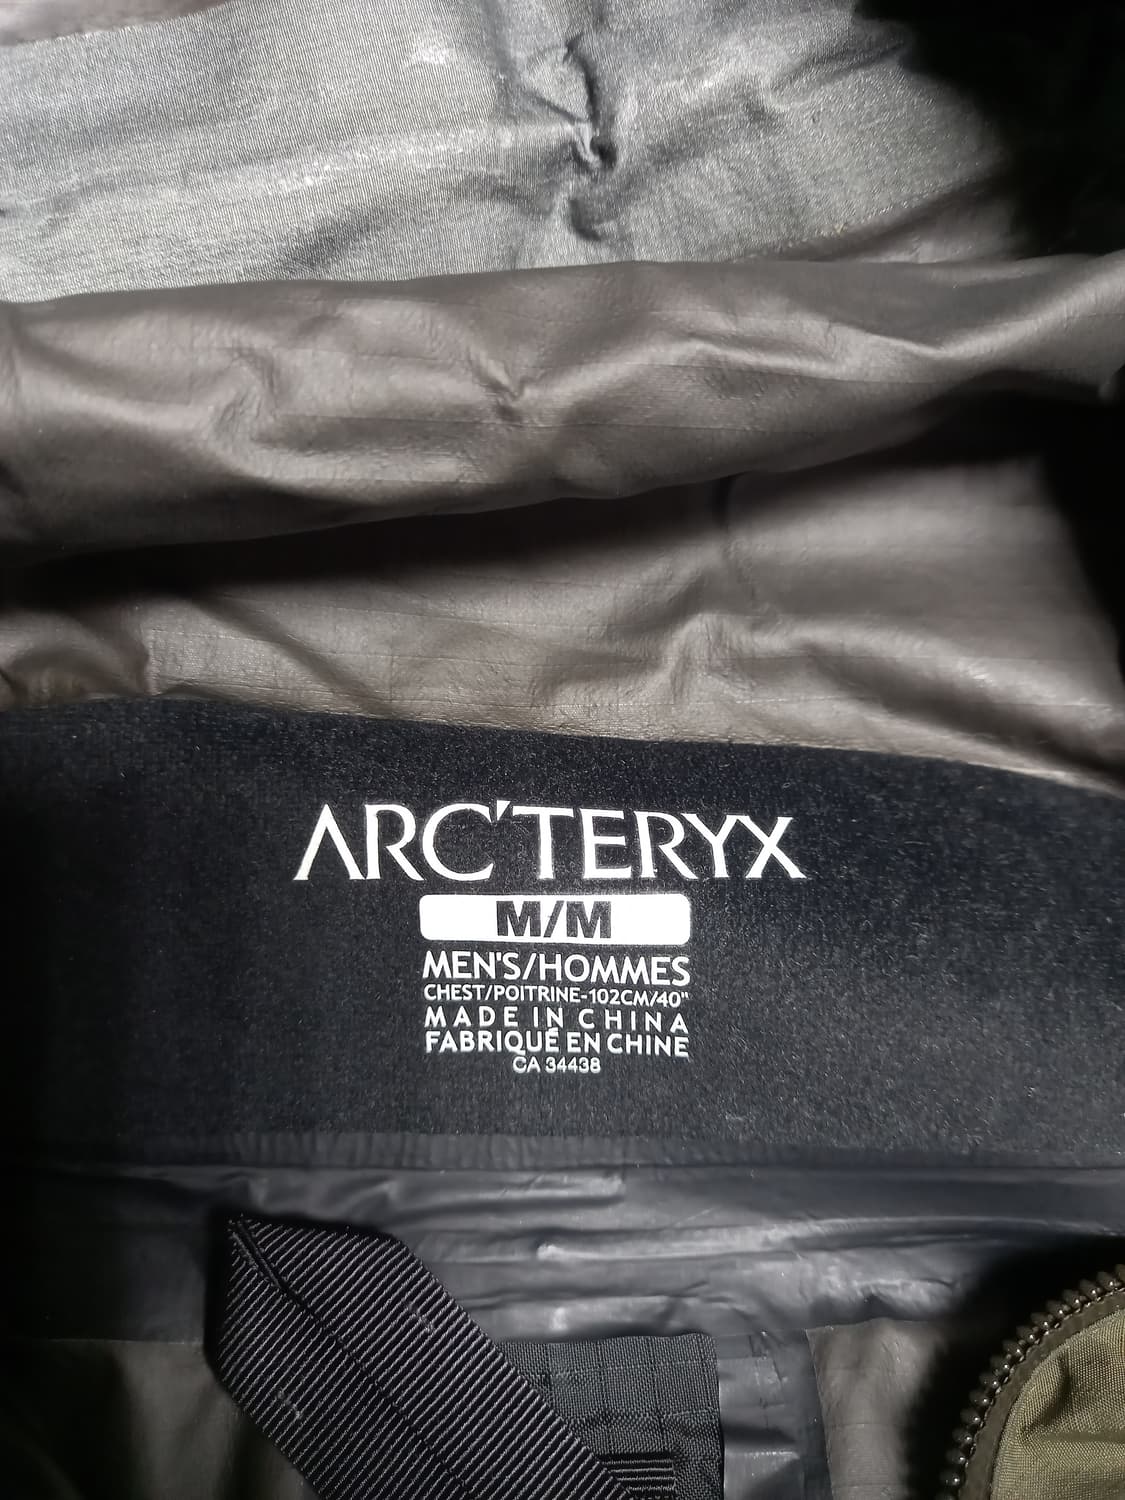 ARC'TERYX
M/M
MEN'S/HOMMES
CHEST/POITRINE-102CM/40"
MADE IN CHINA
FABRIQUÉ EN CHINE
CA 34438